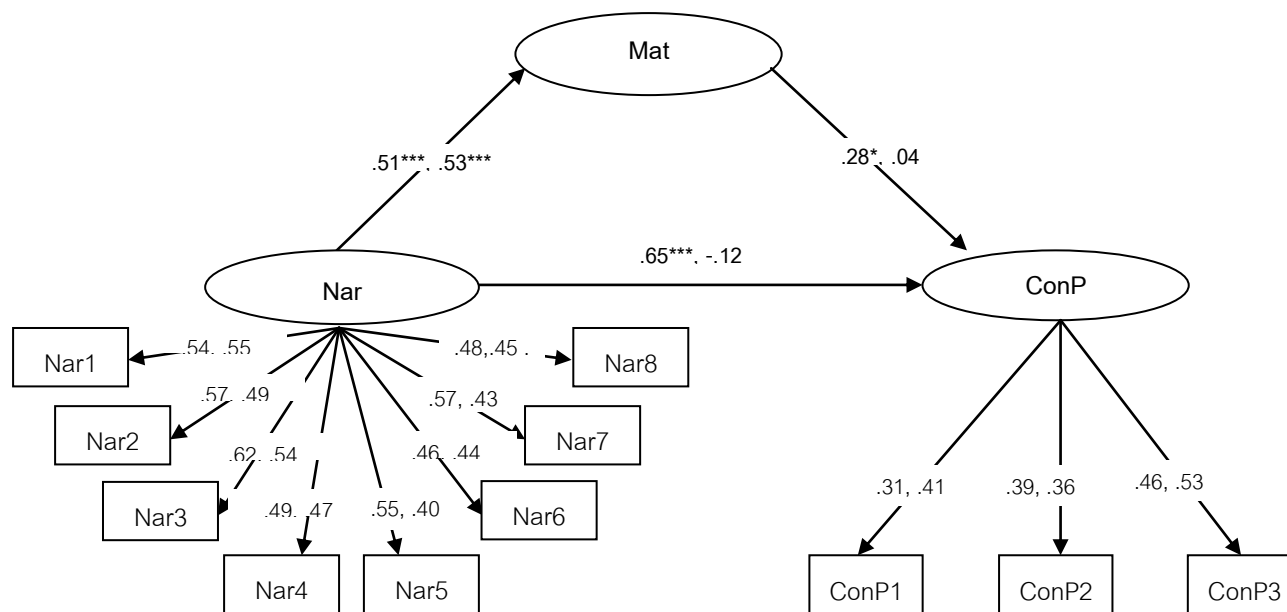 Mat
.51***, .53***
.28*, .04
.65***, -.12
Nar
ConP
Nar1
.54, .55
.48,.45 .
Nar8
.57, .49
.57, .43
Nar2
Nar7
.62, .54
.46, .44
Nar3
Nar6
.49, .47
.55, .40
.31, .41
.39, .36
.46, .53
Nar4
Nar5
ConP1
ConP2
ConP3